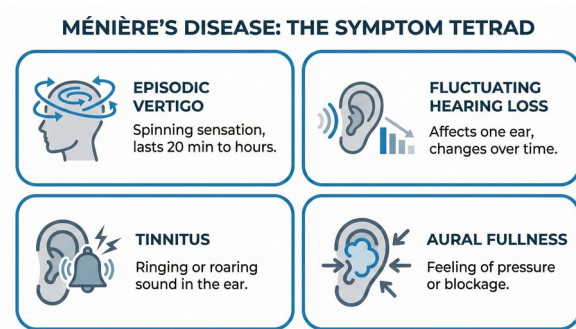 MÉNIÈRE'S DISEASE: THE SYMPTOM TETRAD
EPISODIC
VERTIGO
Spinning sensation,
lasts 20 min to hours.
FLUCTUATING
HEARING LOSS
Affects one ear,
changes over time.
TINNITUS
Ringing or roaring
sound in the ear.
AURAL FULLNESS
Feeling of pressure
or blockage.